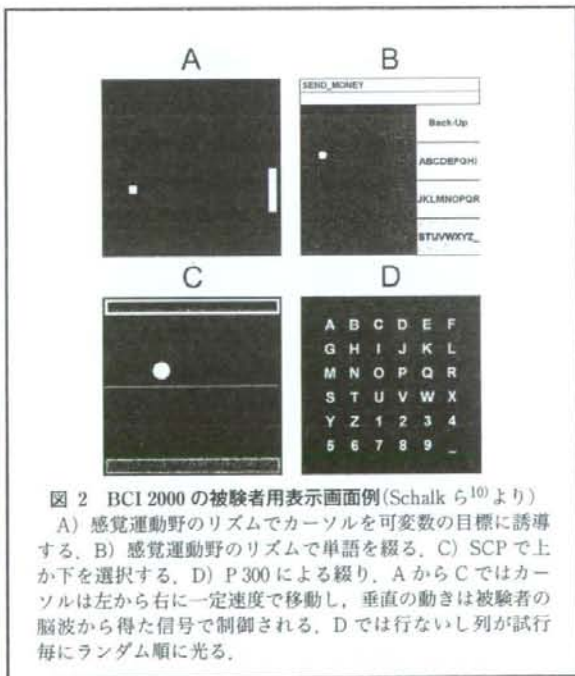 A
B
SEND_MONEY
Back-Up
ABCDEFGHI
JKLMNOPQR
STUVWXYZ_
C
D
A B C D E F
G H I J K L
M N O P Q R
S T U V W X
Y Z 1 2 3 4
5 6 7 8 9 _
図 2 BCI 2000 の被験者用表示画面例(Schalk ら10)より)
A) 感覚運動野のリズムでカーソルを可変数の目標に誘導
する．B) 感覚運動野のリズムで単語を綴る．C) SCP で上
か下を選択する．D) P 300 による綴り．A から C ではカー
ソルは左から右に一定速度で移動し，垂直の動きは被験者の
脳波から得た信号で制御される．D では行ないし列が試行
毎にランダム順に光る．